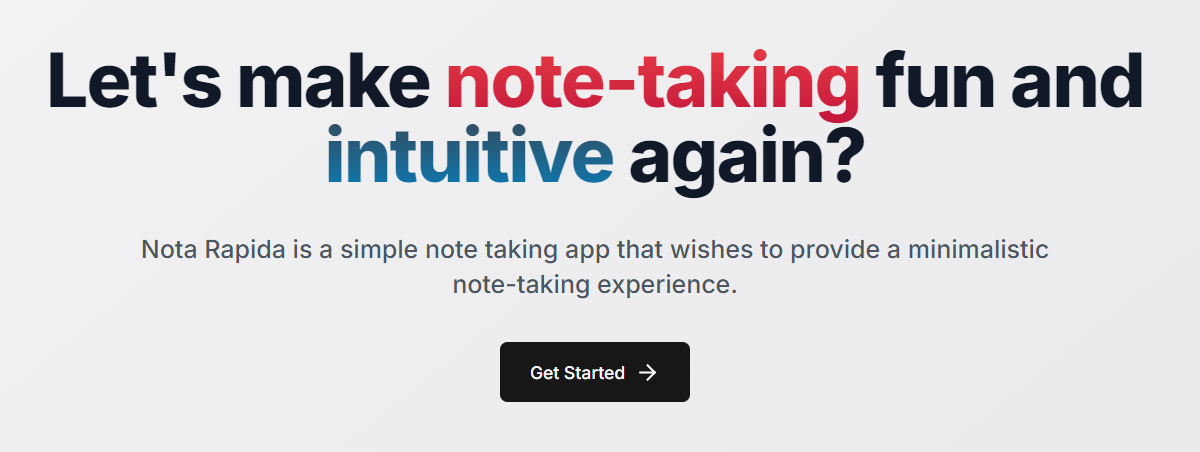 Let's make note-taking fun and
intuitive again?
Nota Rapida is a simple note taking app that wishes to provide a minimalistic
note-taking experience.
Get Started →